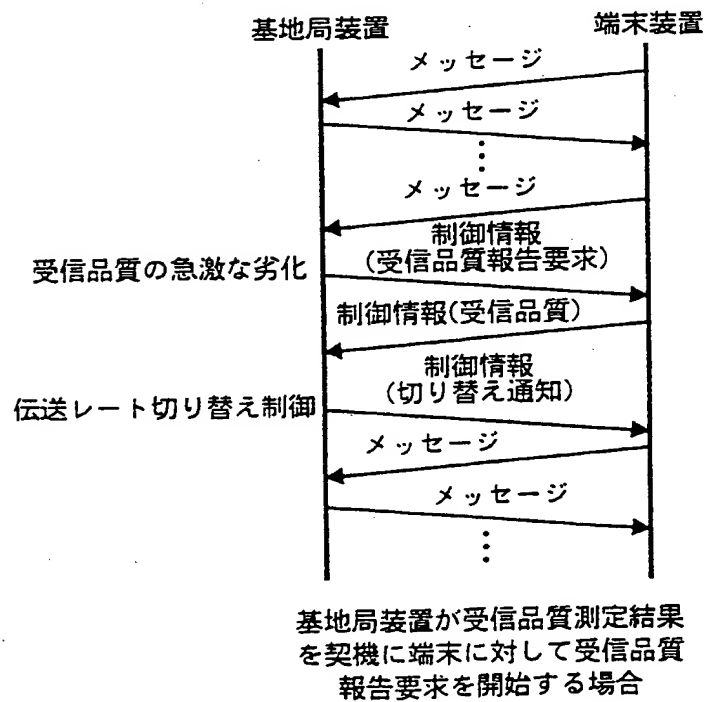 基地局装置
端末装置
メッセージ
メッセージ
メッセージ
制御情報
(受信品質報告要求)
受信品質の急激な劣化
制御情報(受信品質)
制御情報
(切り替え通知)
伝送レート切り替え制御
メッセージ
メッセージ
基地局装置が受信品質測定結果
を契機に端末に対して受信品質
報告要求を開始する場合